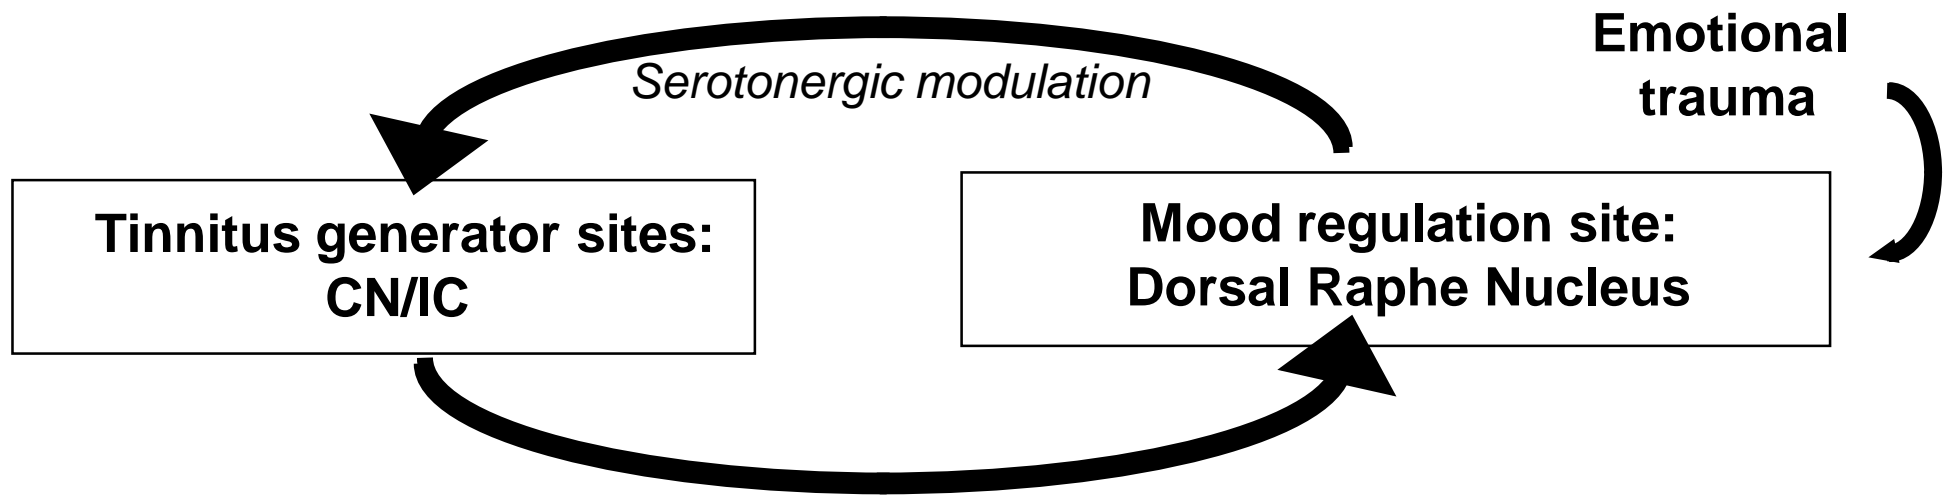 Emotional
trauma
Serotonergic modulation
Tinnitus generator sites:
CN/IC
Mood regulation site:
Dorsal Raphe Nucleus